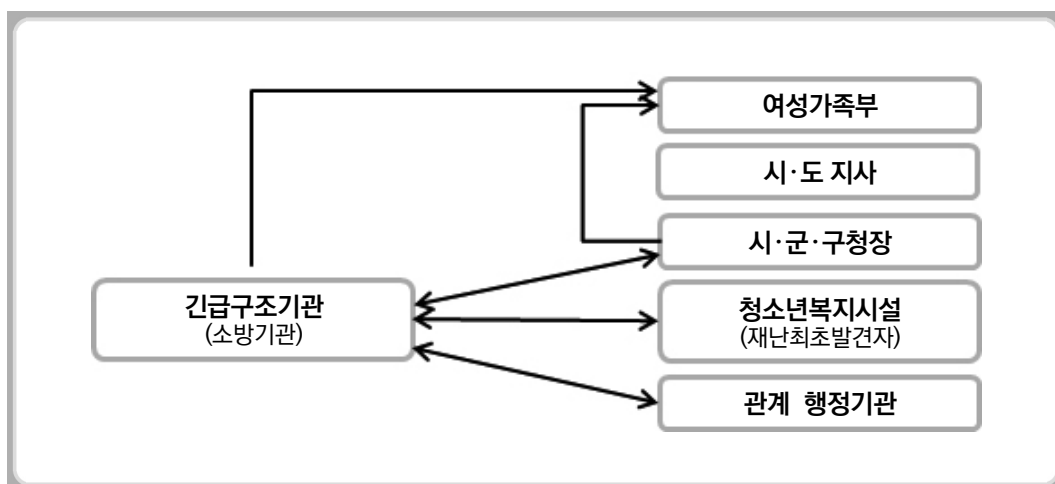 여성가족부
시·도 지사
시·군·구청장
긴급구조기관
(소방기관)
청소년복지시설
(재난최초발견자)
관계 행정기관